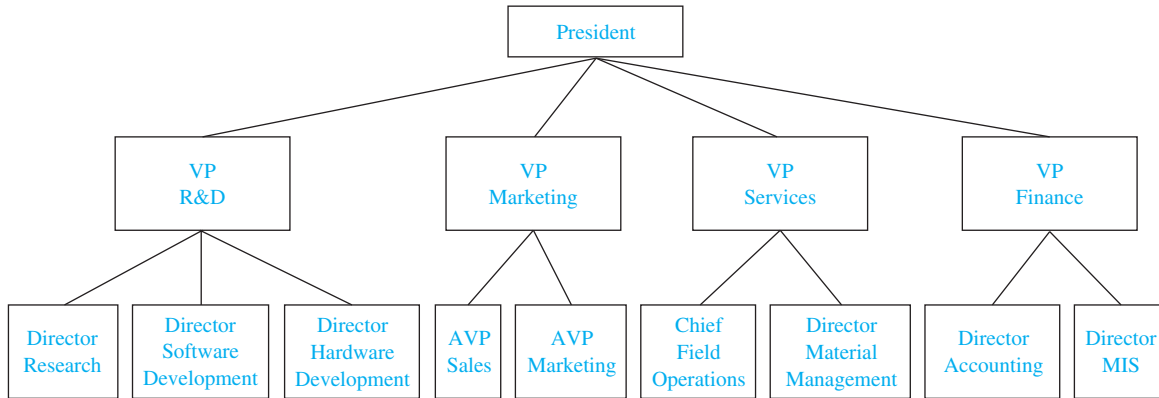 President
VP
R&D
VP
Marketing
VP
Services
VP
Finance
Director
Research
Director
Software
Development
Director
Hardware
Development
AVP
Sales
AVP
Marketing
Chief
Field
Operations
Director
Material
Management
Director
Accounting
Director
MIS